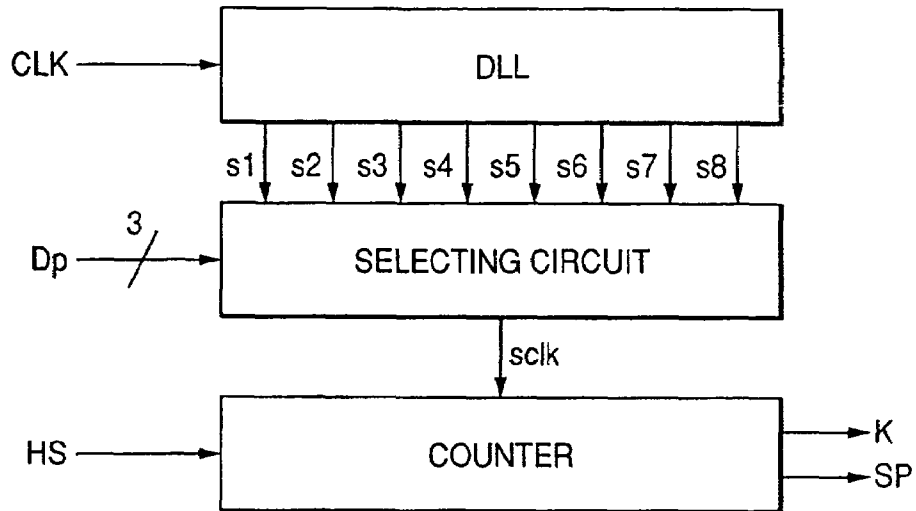 CLK
DLL
s1 s2 s3 s4 s5 s6 s7 s8
3
Dp
SELECTING CIRCUIT
sclk
HS
COUNTER
K
SP